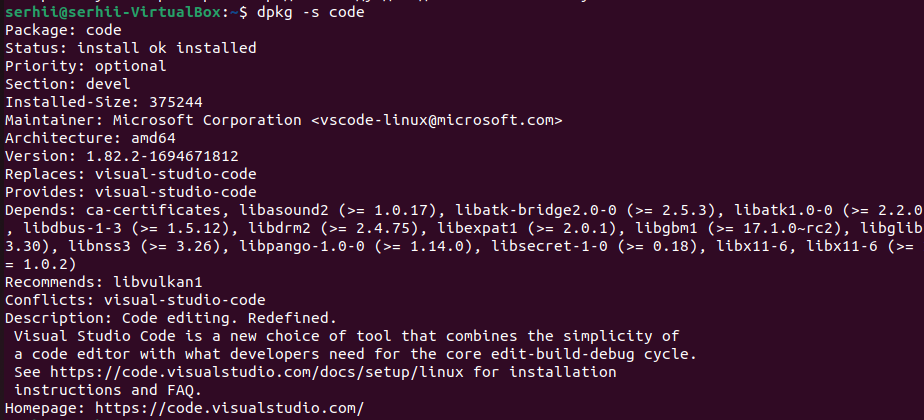 serhii@serhii-VirtualBox:~$ dpkg -s code
Package: code
Status: install ok installed
Priority: optional
Section: devel
Installed-Size: 375244
Maintainer: Microsoft Corporation <vscode-linux@microsoft.com>
Architecture: amd64
Version: 1.82.2-1694671812
Replaces: visual-studio-code
Provides: visual-studio-code
Depends: ca-certificates, libasound2 (>= 1.0.17), libatk-bridge2.0-0 (>= 2.5.3), libatk1.0-0 (>= 2.2.0
, libdbus-1-3 (>= 1.5.12), libdrm2 (>= 2.4.75), libexpat1 (>= 2.0.1), libgbm1 (>= 17.1.0~rc2), libglib
3.30), libnss3 (>= 3.26), libpango-1.0-0 (>= 1.14.0), libsecret-1-0 (>= 0.18), libx11-6, libx11-6 (>=
= 1.0.2)
Recommends: libvulkan1
Conflicts: visual-studio-code
Description: Code editing. Redefined.
 Visual Studio Code is a new choice of tool that combines the simplicity of
 a code editor with what developers need for the core edit-build-debug cycle.
 See https://code.visualstudio.com/docs/setup/linux for installation
 instructions and FAQ.
Homepage: https://code.visualstudio.com/